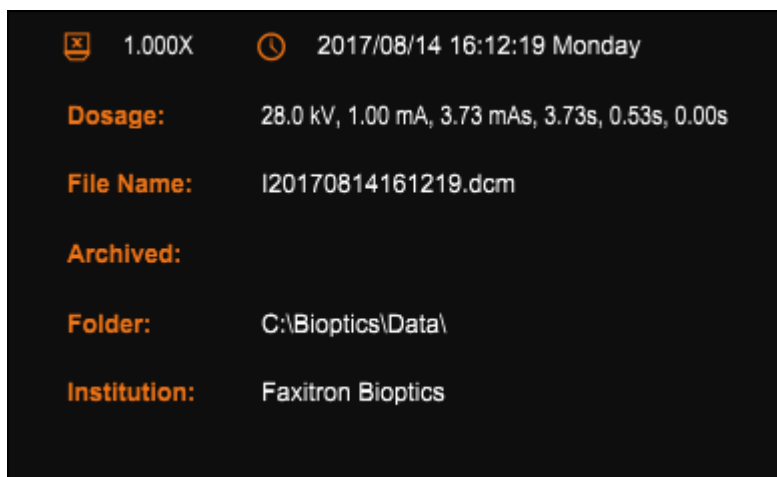 1.000X 2017/08/14 16:12:19 Monday
Dosage: 28.0 kV, 1.00 mA, 3.73 mAs, 3.73s, 0.53s, 0.00s
File Name: I20170814161219.dcm
Archived:
Folder: C:\Bioptics\Data\
Institution: Faxitron Bioptics